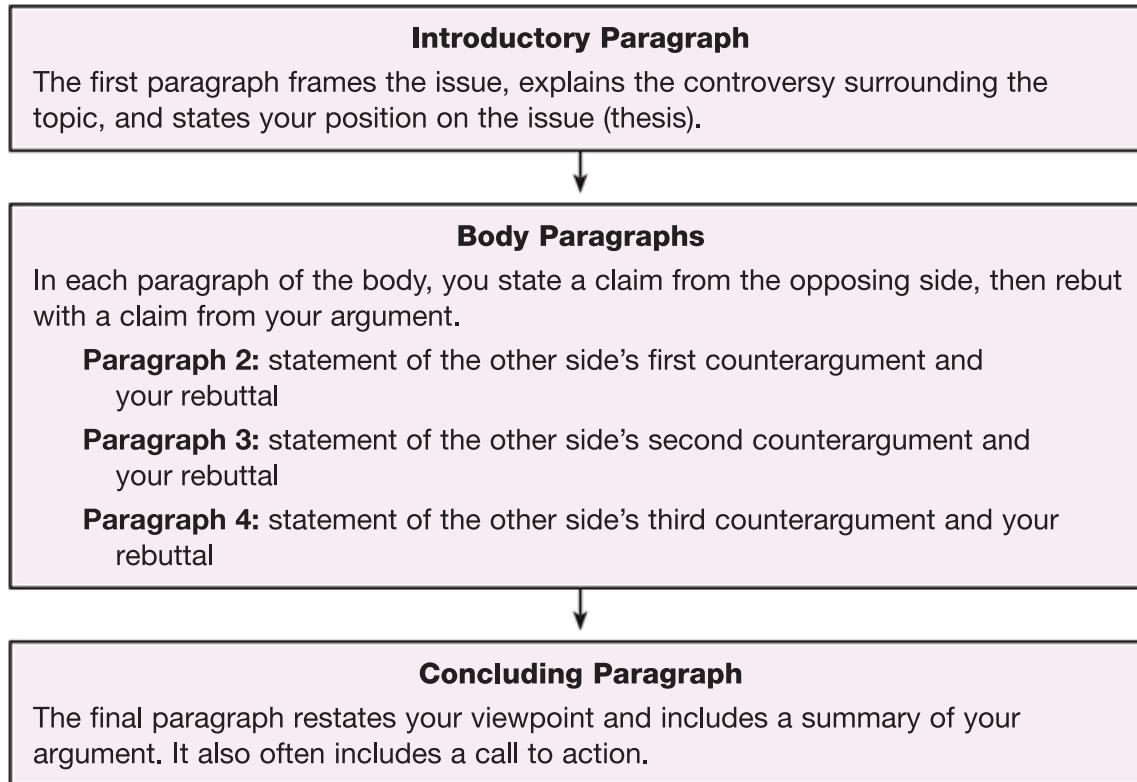 Introductory Paragraph
The first paragraph frames the issue, explains the controversy surrounding the
topic, and states your position on the issue (thesis).
Body Paragraphs
In each paragraph of the body, you state a claim from the opposing side, then rebut
with a claim from your argument.
Paragraph 2: statement of the other side’s first counterargument and
your rebuttal
Paragraph 3: statement of the other side’s second counterargument and
your rebuttal
Paragraph 4: statement of the other side’s third counterargument and your
rebuttal
Concluding Paragraph
The final paragraph restates your viewpoint and includes a summary of your
argument. It also often includes a call to action.